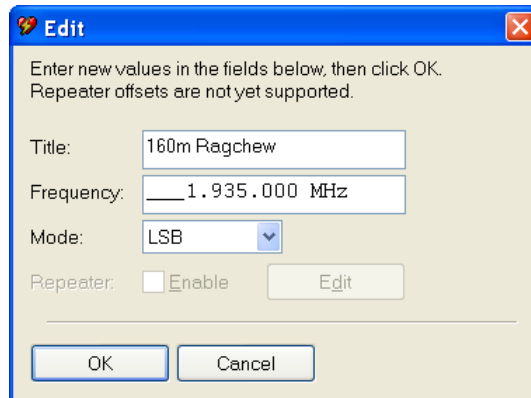 Edit
Enter new values in the fields below, then click OK.
Repeater offsets are not yet supported.
Title: 160m Ragchew
Frequency: ___1.935.000 MHz
Mode: LSB
Repeater: Enable Edit
OK Cancel